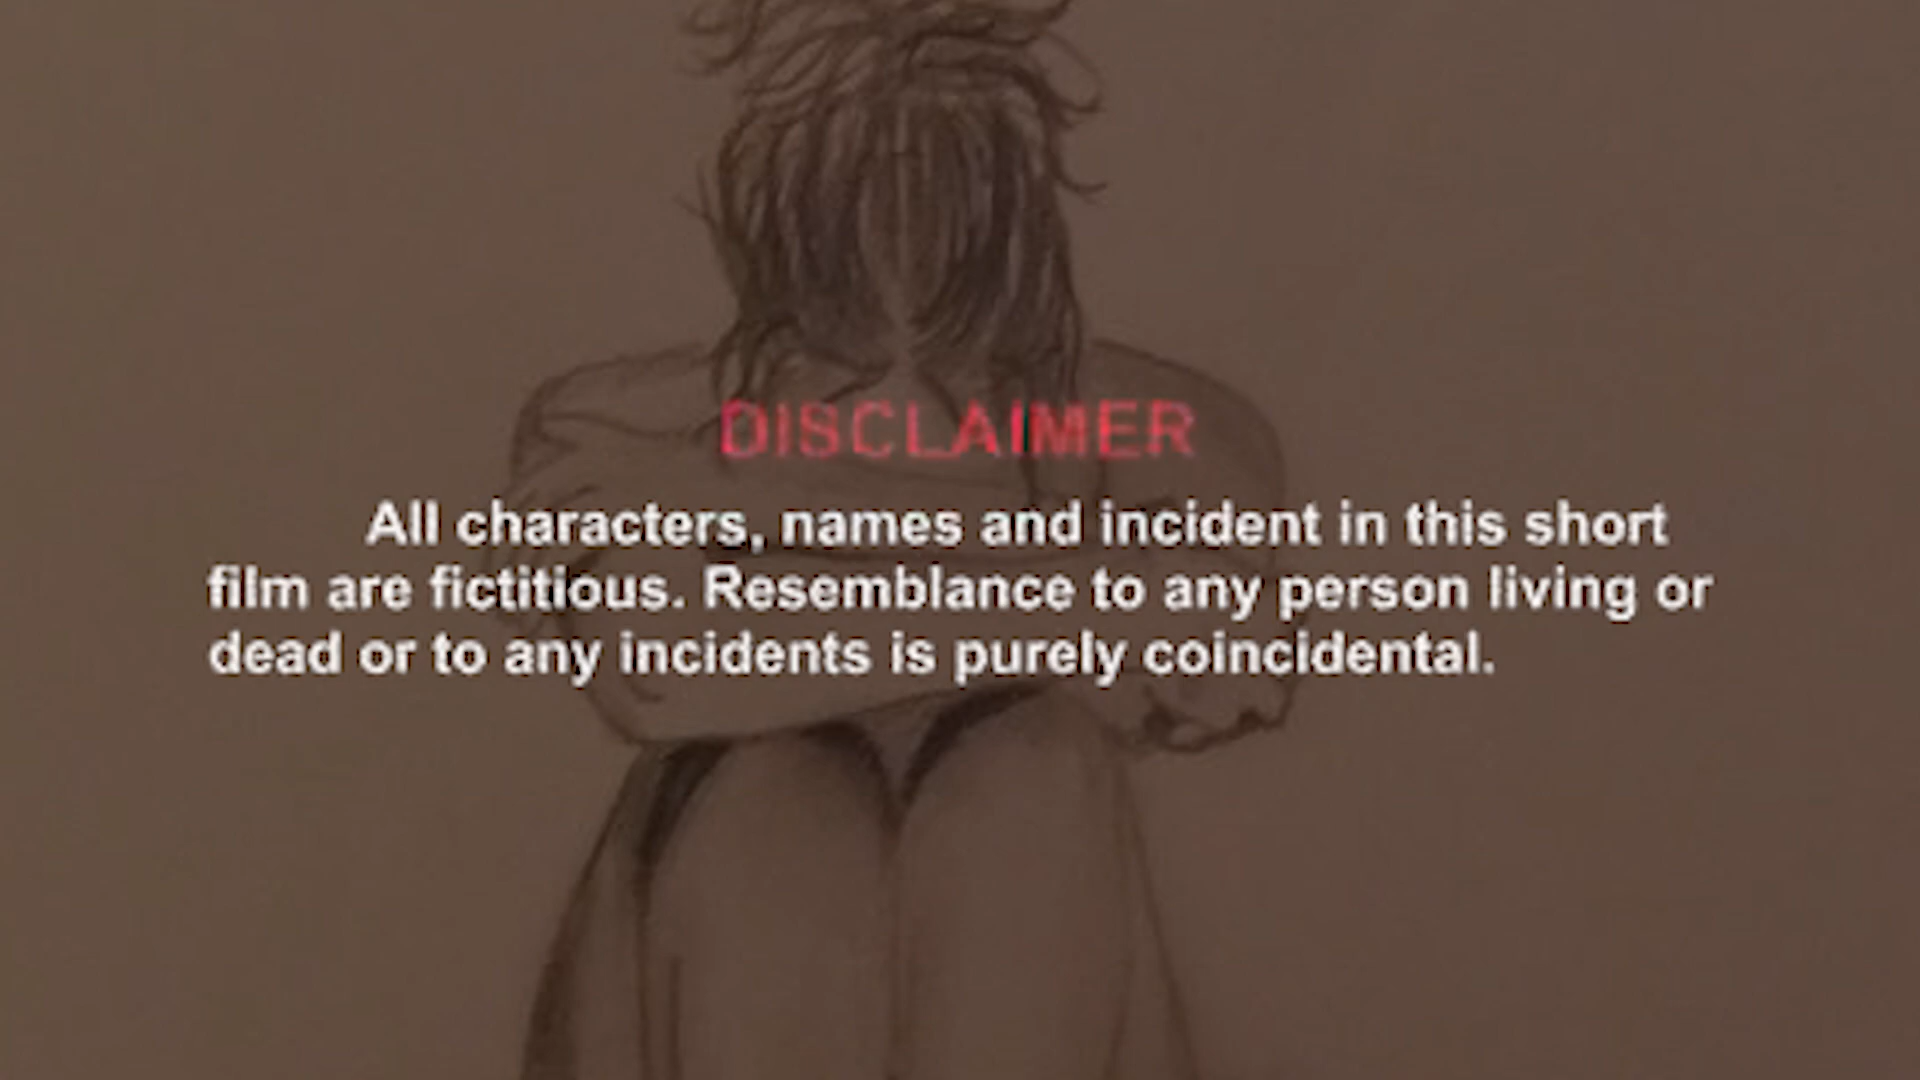 DISCLAIMER
All characters, names and incident in this short
film are fictitious. Resemblance to any person living or
dead or to any incidents is purely coincidental.